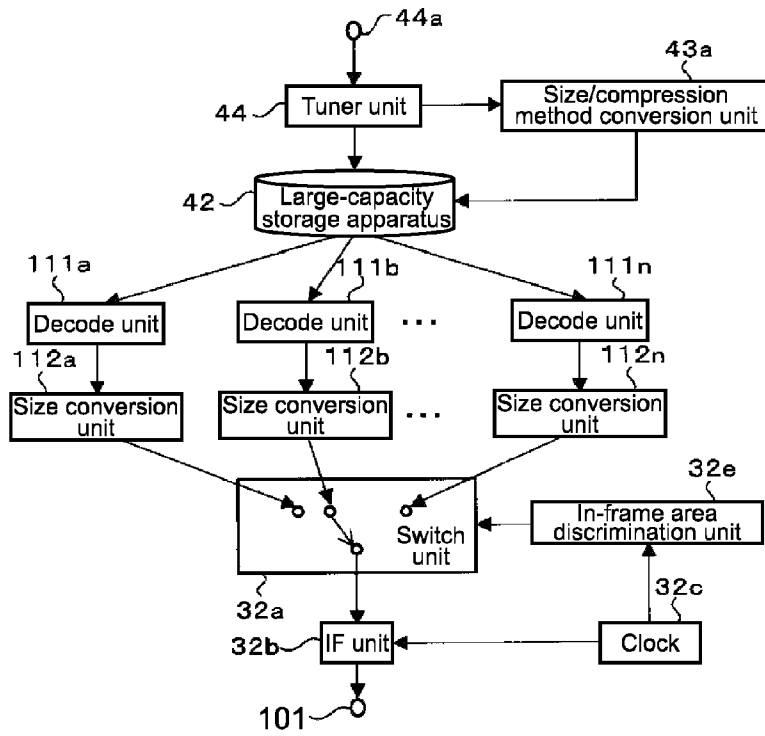 44a
43a
44
Tuner unit
Size/compression
method conversion unit
42
Large-capacity
storage apparatus
111a
111b
111n
Decode unit
Decode unit
...
Decode unit
112a
112b
112n
Size conversion
unit
Size conversion
unit
...
Size conversion
unit
32e
Switch
unit
In-frame area
discrimination unit
32a
32c
32b
IF unit
Clock
101